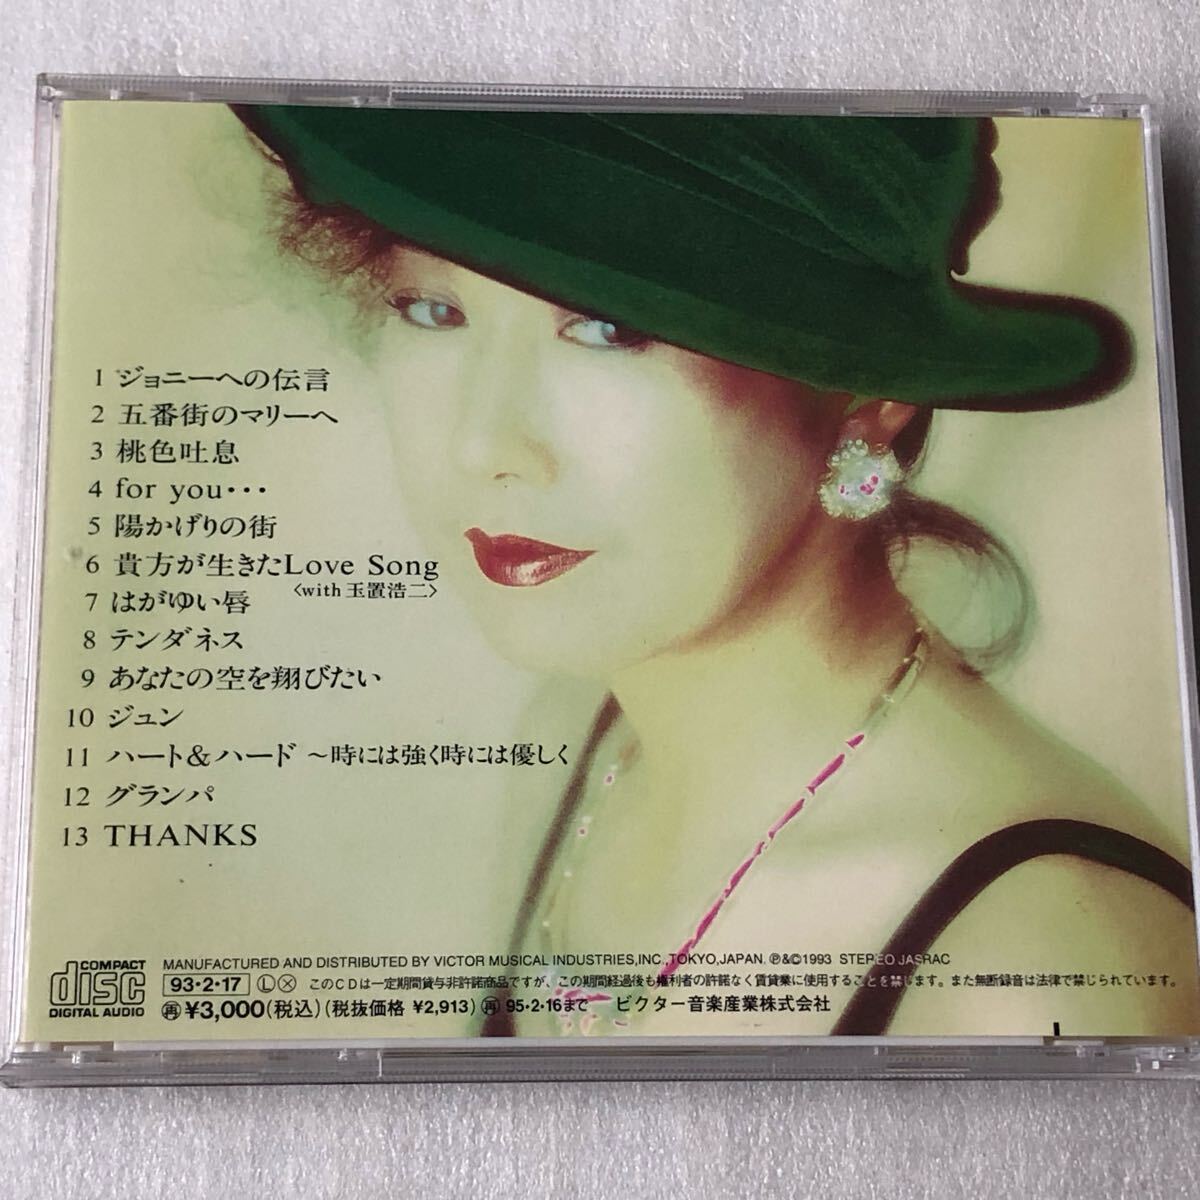 1 ジョニーへの伝言
2 五番街のマリーへ
3 桃色吐息
4 for you・・・
5 陽かげりの街
6 貴方が生きたLove Song
〈with 玉置浩二〉
7 はがゆい唇
8 テンダネス
9 あなたの空を翔びたい
10 ジュン
11 ハート&ハード 〜時には強く時には優しく
12 グランパ
13 THANKS
COMPACT
disc
DIGITAL AUDIO
MANUFACTURED AND DISTRIBUTED BY VICTOR MUSICAL INDUSTRIES,INC.,TOKYO,JAPAN. Ⓟ&©1993 STEREO JASRAC
93・2・17 Ⓛ ⓧ このCDは一定期間貸与非許諾商品ですが、この期間経過後も権利者の許諾なく賃貸業に使用することを禁じます。また無断録音は法律で禁じられています。
㊢¥3,000(税込)(税抜価格 ¥2,913)㊢95・2・16まで ビクター音楽産業株式会社